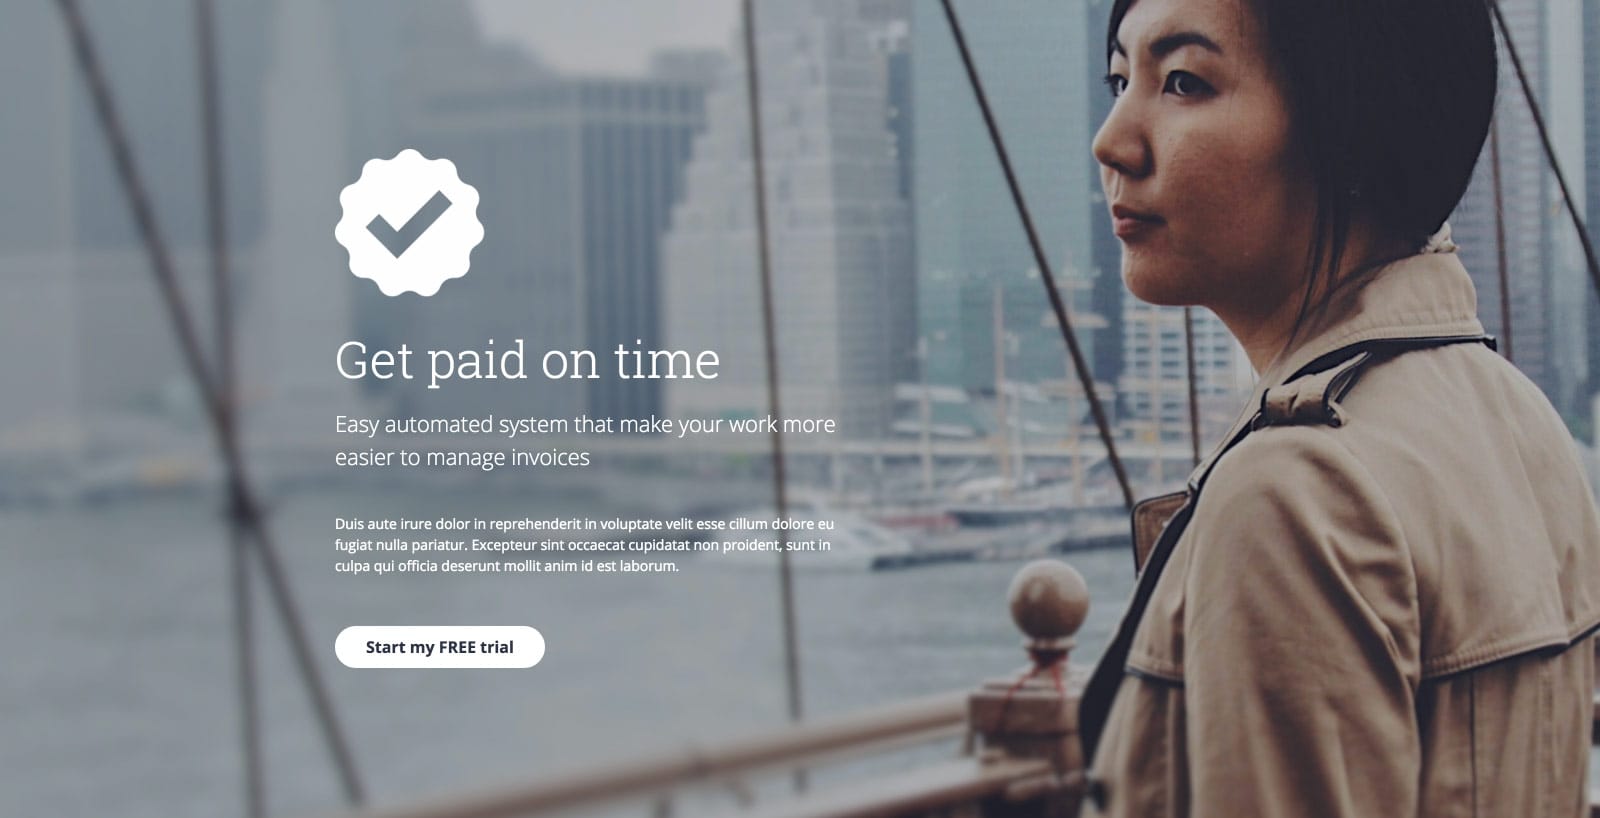 Get paid on time
Easy automated system that make your work more
easier to manage invoices
Duis aute irure dolor in reprehenderit in voluptate velit esse cillum dolore eu
fugiat nulla pariatur. Excepteur sint occaecat cupidatat non proident, sunt in
culpa qui officia deserunt mollit anim id est laborum.
Start my FREE trial